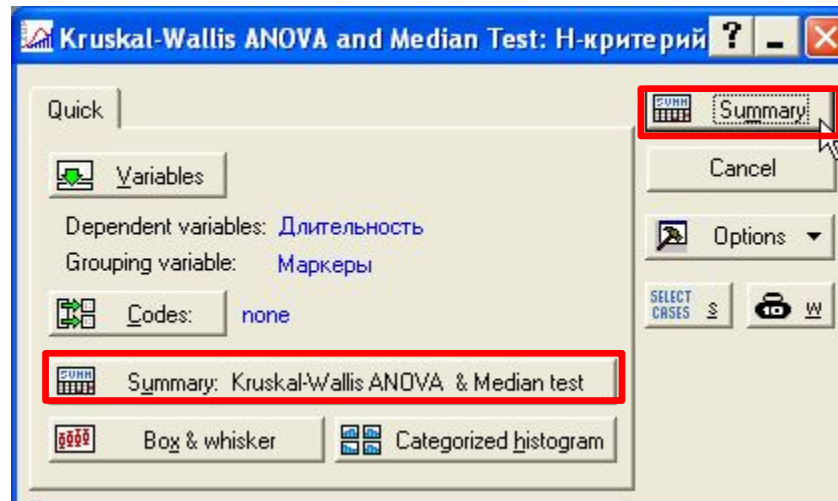 Kruskal-Wallis ANOVA and Median Test: Н-критерий
Quick
Summary
Variables
Cancel
Dependent variables: Длительность
Options
Grouping variable: Маркеры
Codes: none
SELECT CASES S
W
Summary: Kruskal-Wallis ANOVA & Median test
Box & whisker
Categorized histogram